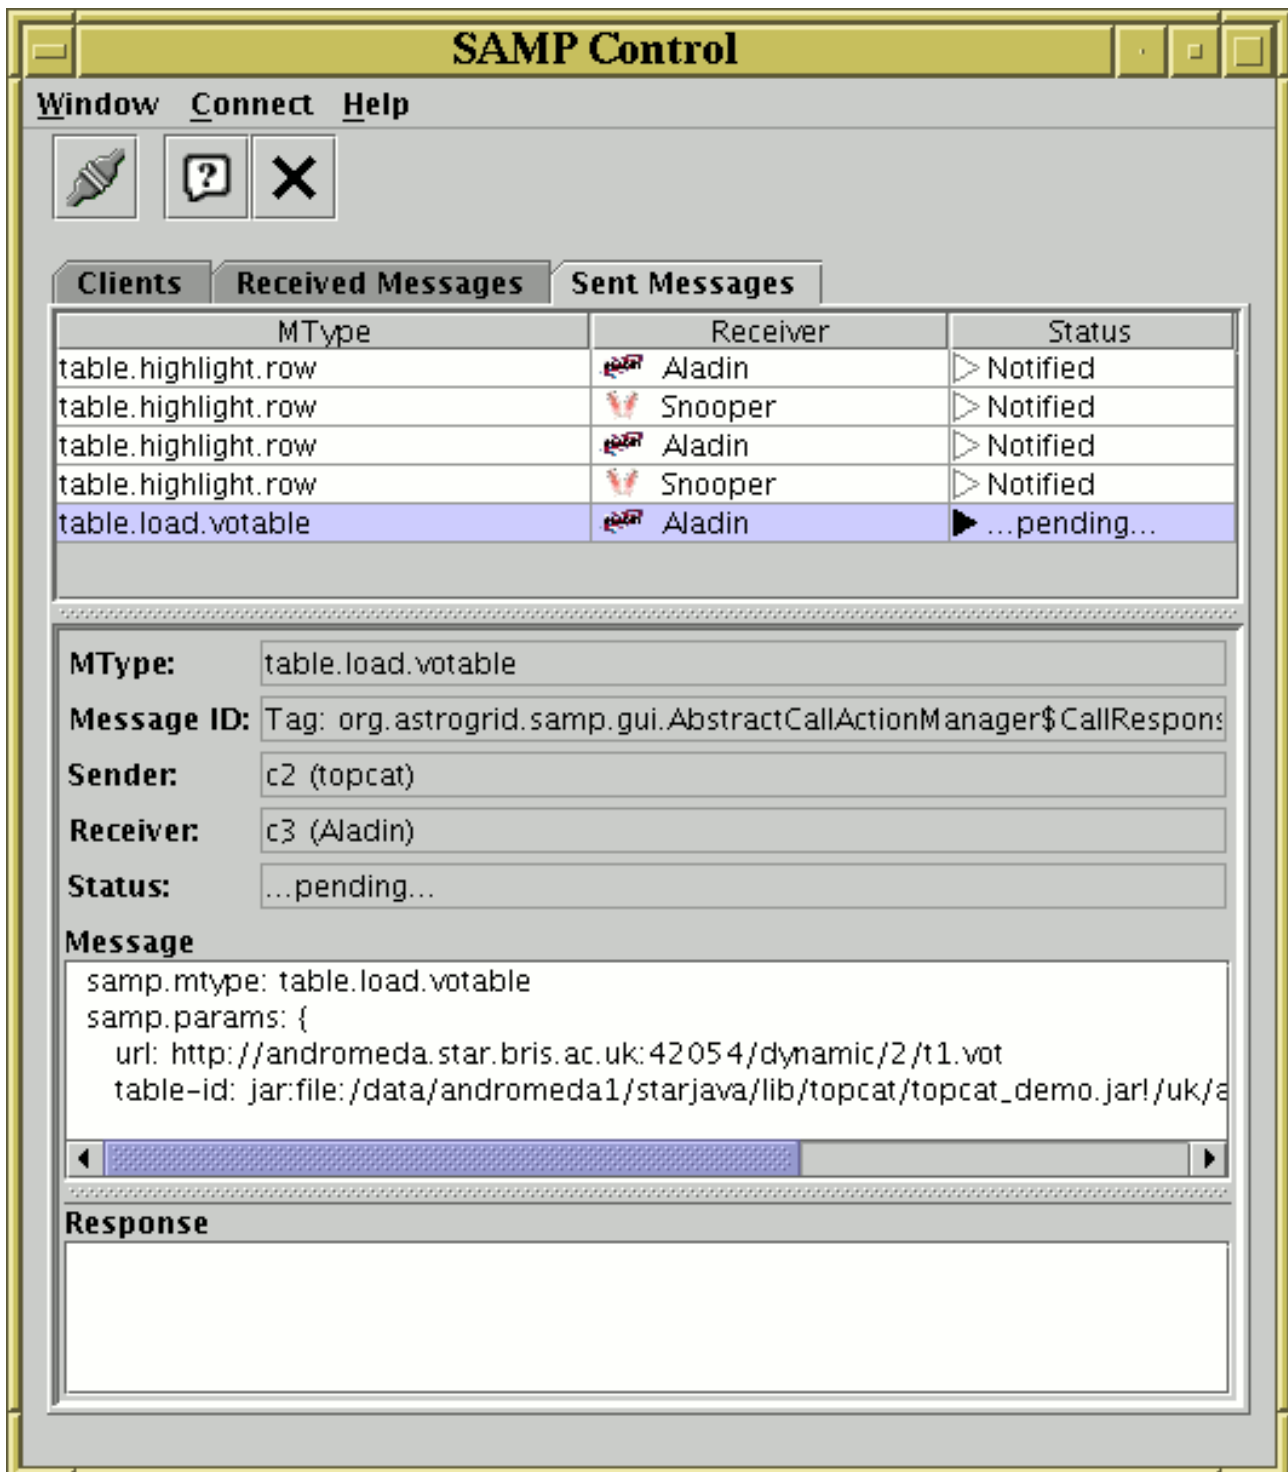 SAMP Control
Window Connect Help
Clients Received Messages Sent Messages
MType Receiver Status
table.highlight.row Aladin Notified
table.highlight.row Snooper Notified
table.highlight.row Aladin Notified
table.highlight.row Snooper Notified
table.load.votable Aladin ...pending...
MType: table.load.votable
Message ID: Tag: org.astrogrid.samp.gui.AbstractCallActionManager$CallRespons
Sender: c2 (topcat)
Receiver: c3 (Aladin)
Status: ...pending...
Message
samp.mtype: table.load.votable
samp.params: {
url: http://andromeda.star.bris.ac.uk:42054/dynamic/2/t1.vot
table-id: jar:file:/data/andromeda1/starjava/lib/topcat/topcat_demo.jar!/uk/a
Response